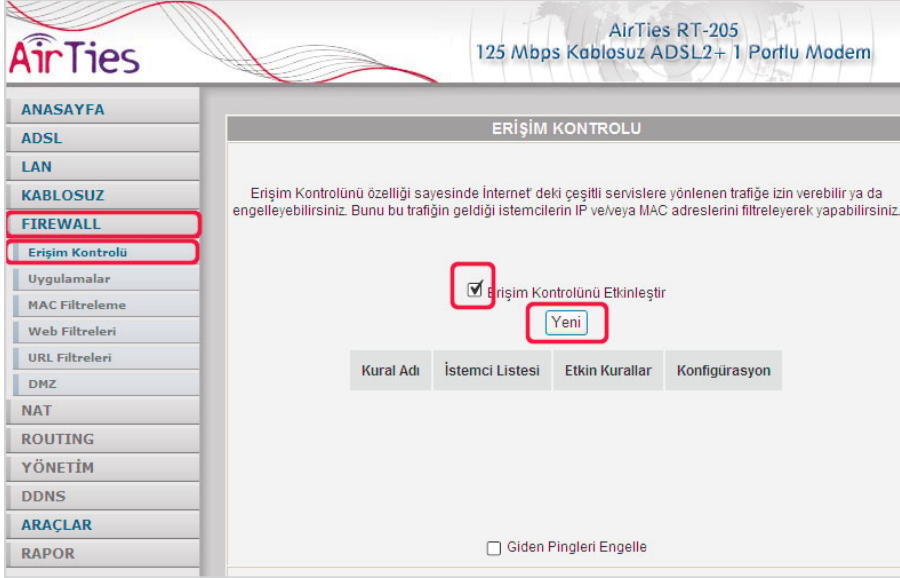 AirTies
AirTies RT-205
125 Mbps Kablosuz ADSL2+ 1 Portlu Modem
ANASAYFA
ADSL
LAN
KABLOSUZ
FIREWALL
Erişim Kontrolü
Uygulamalar
MAC Filtreleme
Web Filtreleri
URL Filtreleri
DMZ
NAT
ROUTING
YÖNETİM
DDNS
ARAÇLAR
RAPOR
ERİŞİM KONTROLU
Erişim Kontrolünü özelliği sayesinde İnternet' deki çeşitli servislere yönlenen trafiğe izin verebilir ya da
engelleyebilirsiniz. Bunu bu trafiğin geldiği istemcilerin IP ve/veya MAC adreslerini filtreleyerek yapabilirsiniz.
Erişim Kontrolünü Etkinleştir
Yeni
Kural Adı İstemci Listesi Etkin Kurallar Konfigürasyon
Giden Pingleri Engelle